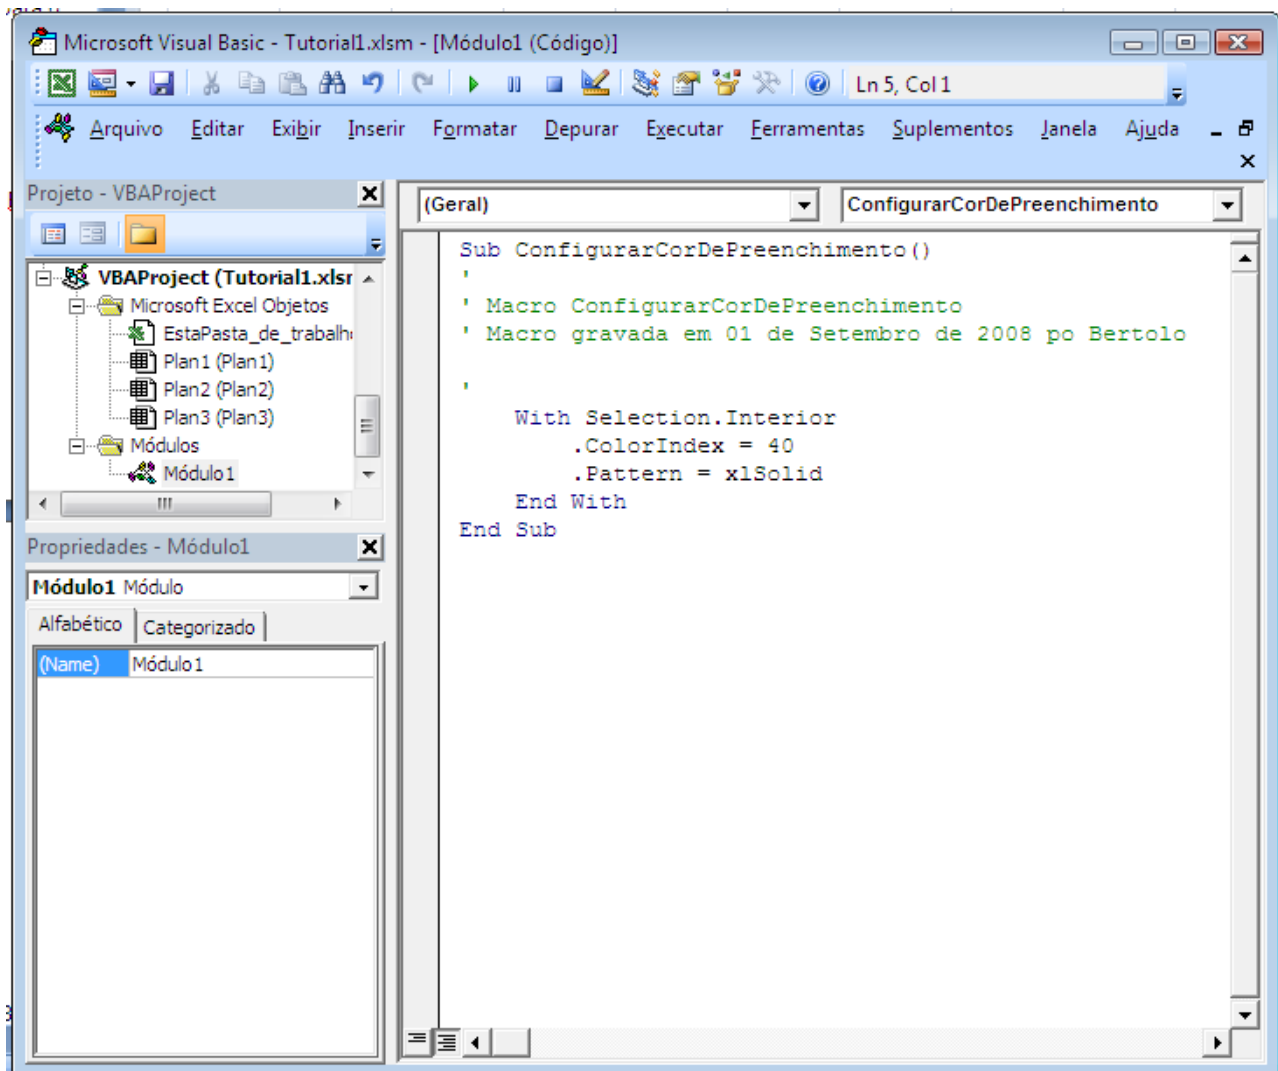 Microsoft Visual Basic - Tutorial1.xlsm - [Módulo1 (Código)]
Ln 5, Col 1
Arquivo Editar Exibir Inserir Formatar Depurar Executar Ferramentas Suplementos Janela Ajuda
Projeto - VBAProject
(Geral) ConfigurarCorDePreenchimento
VBAProject (Tutorial1.xlsr
Microsoft Excel Objetos
EstaPasta_de_trabalh
Plan1 (Plan1)
Plan2 (Plan2)
Plan3 (Plan3)
Módulos
Módulo1
Propriedades - Módulo1
Módulo1 Módulo
Alfabético Categorizado
(Name) Módulo1
Sub ConfigurarCorDePreenchimento()
'
' Macro ConfigurarCorDePreenchimento
' Macro gravada em 01 de Setembro de 2008 po Bertolo
'
With Selection.Interior
.ColorIndex = 40
.Pattern = xlSolid
End With
End Sub